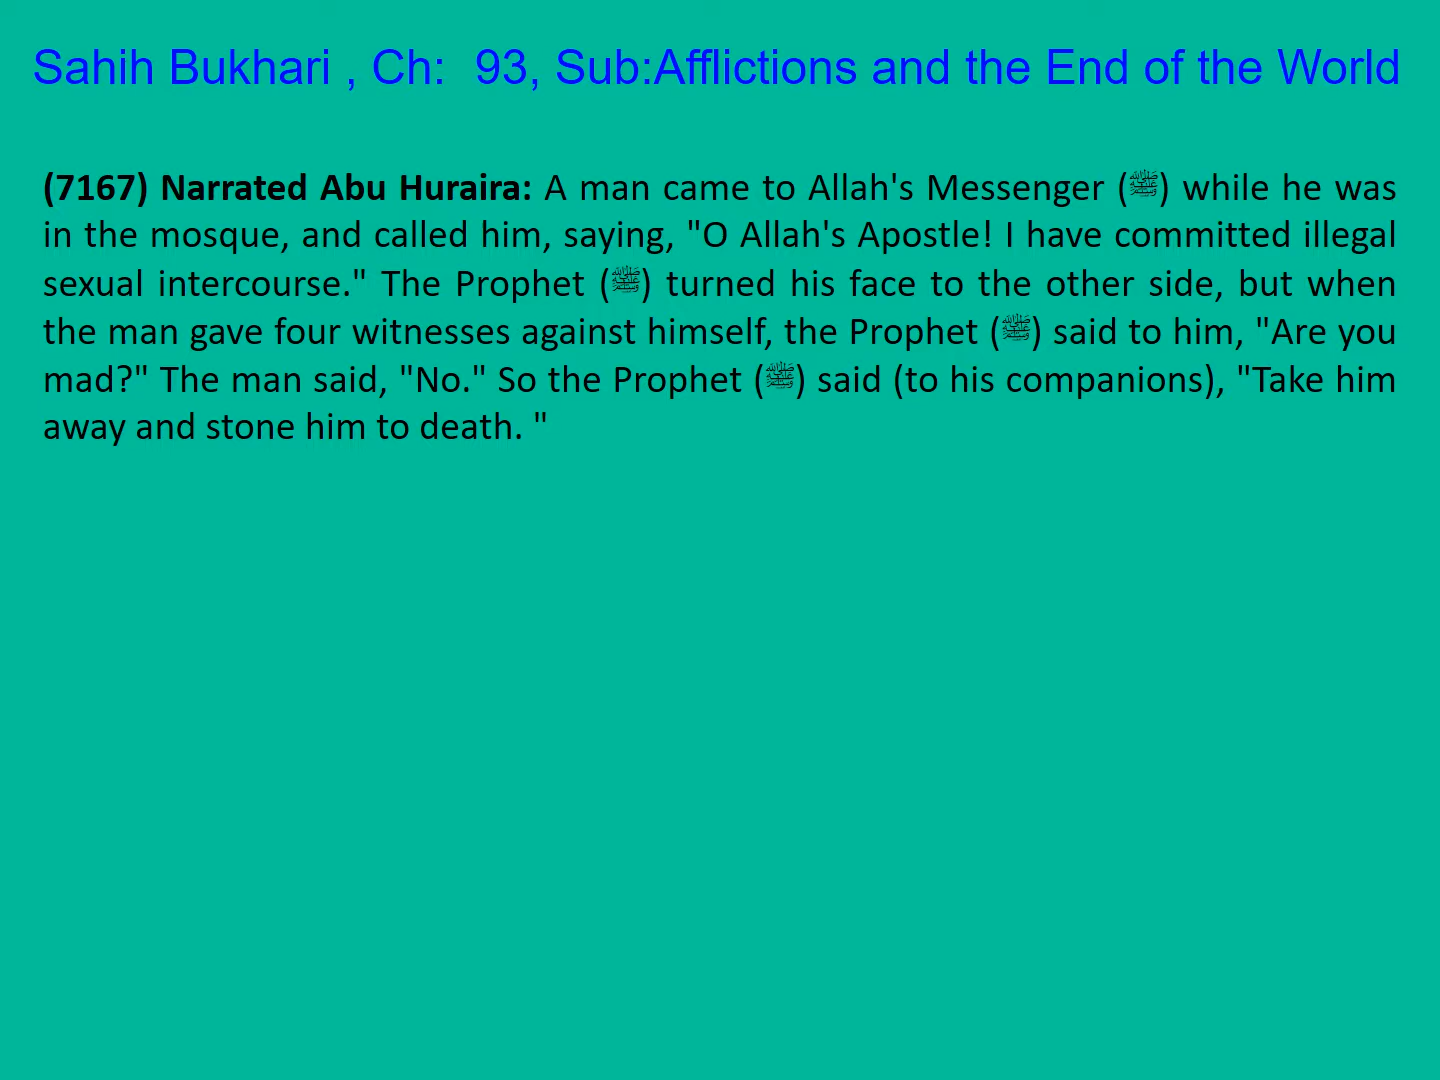 Sahih Bukhari , Ch:  93, Sub:Afflictions and the End of the World
(7167) Narrated Abu Huraira: A man came to Allah's Messenger (ﷺ) while he was
in the mosque, and called him, saying, "O Allah's Apostle! I have committed illegal
sexual intercourse." The Prophet (ﷺ) turned his face to the other side, but when
the man gave four witnesses against himself, the Prophet (ﷺ) said to him, "Are you
mad?" The man said, "No." So the Prophet (ﷺ) said (to his companions), "Take him
away and stone him to death. "